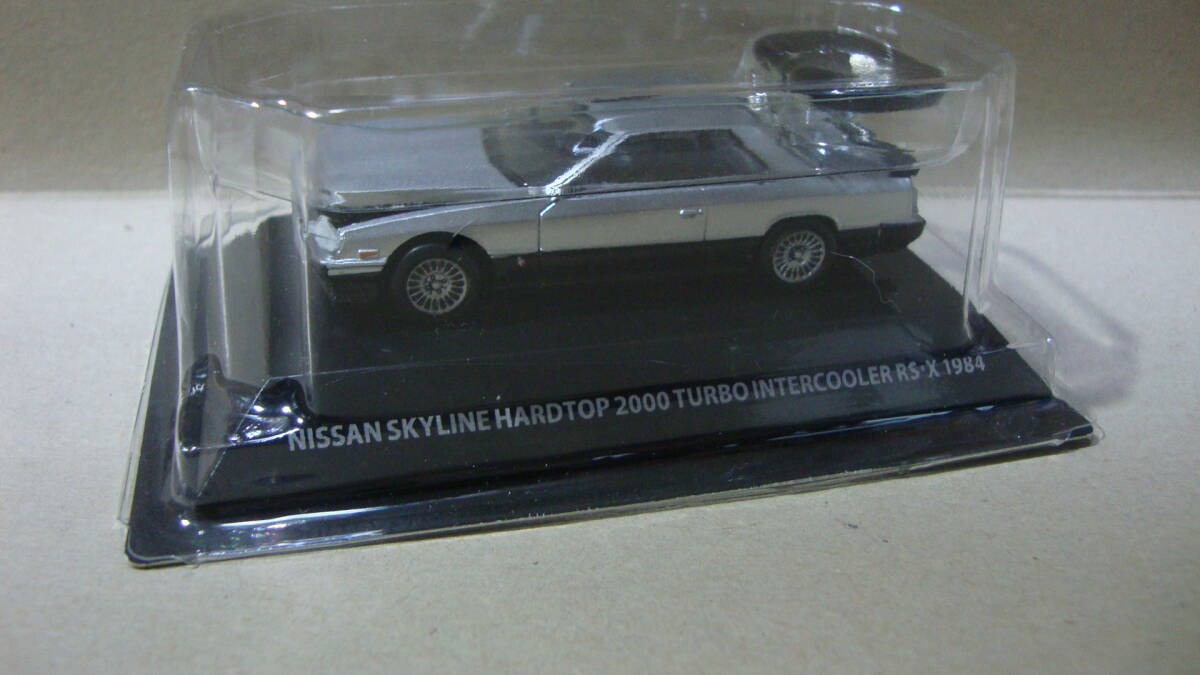 NISSAN SKYLINE HARDTOP 2000 TURBO INTERCOOLER RS·X 1984